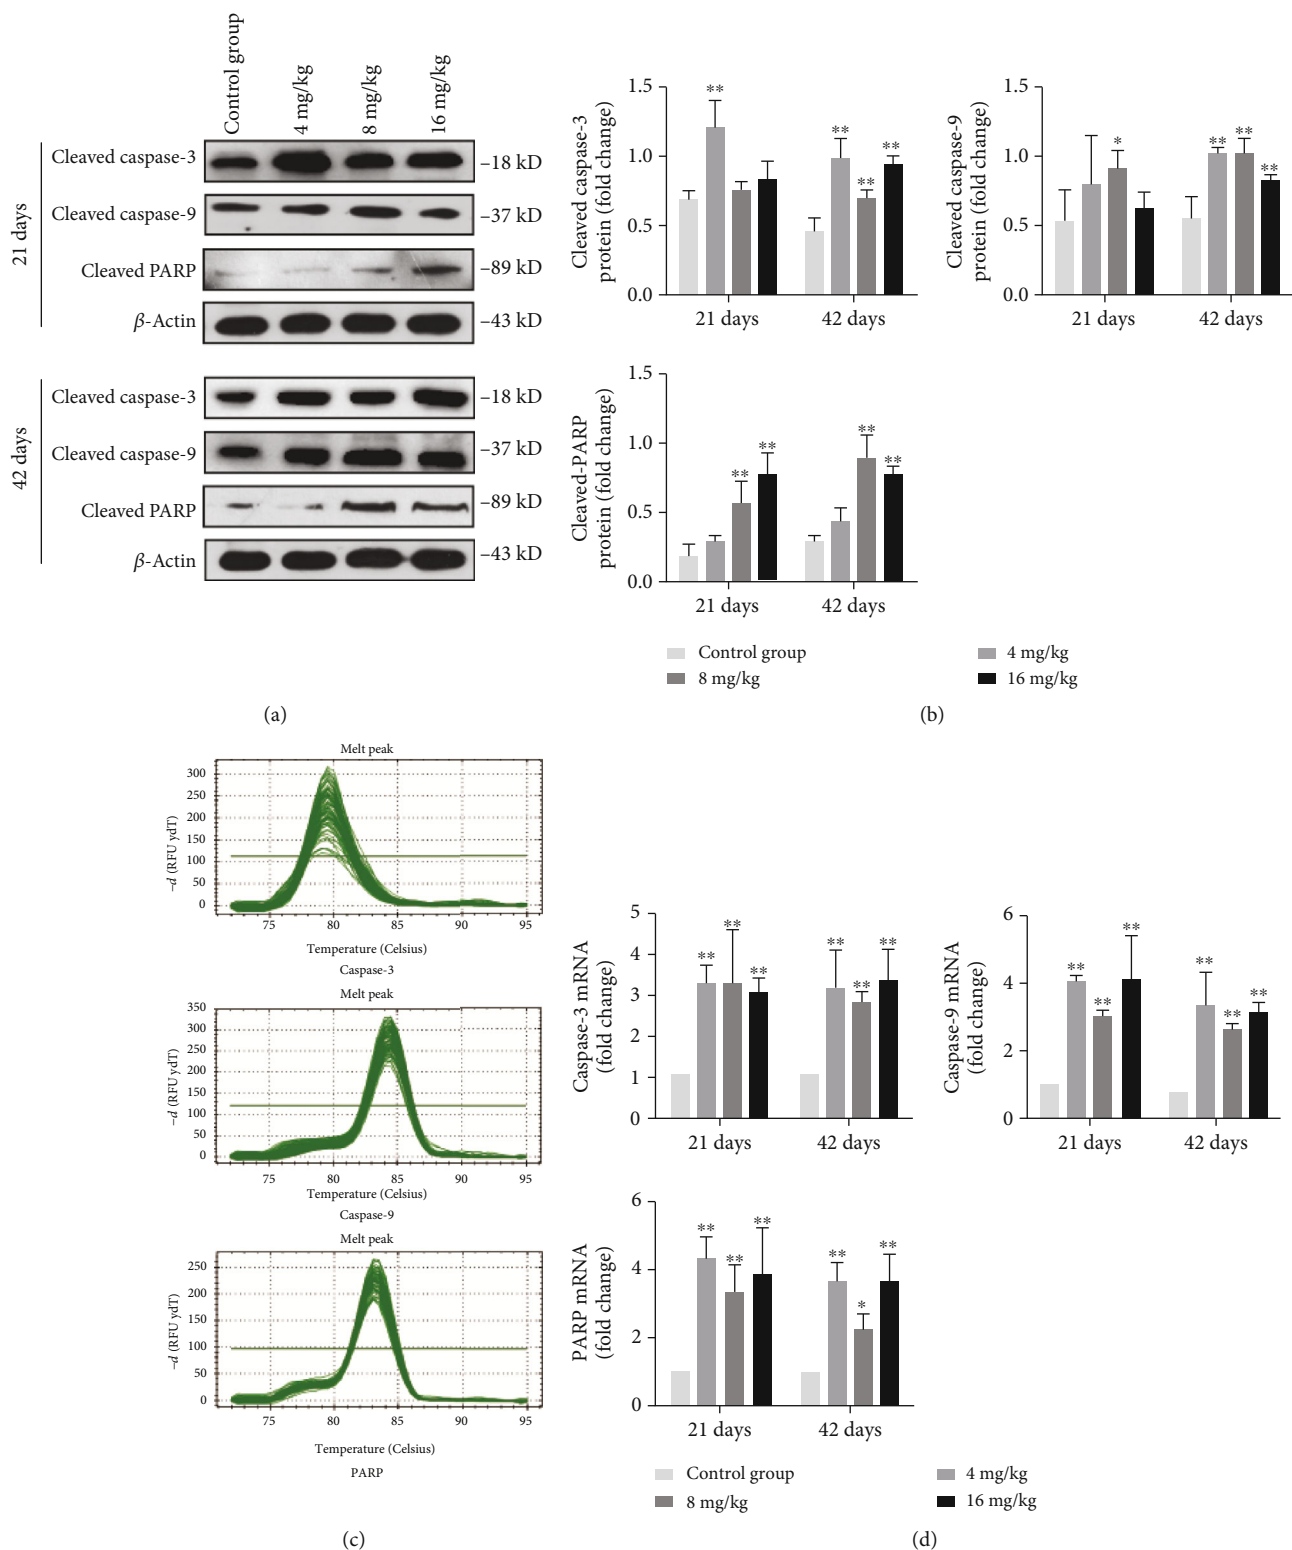 Control group
4 mg/kg
8 mg/kg
16 mg/kg
21 days
Cleaved caspase-3
–18 kD
Cleaved caspase-9
–37 kD
Cleaved PARP
–89 kD
β-Actin
–43 kD
42 days
Cleaved caspase-3
–18 kD
Cleaved caspase-9
–37 kD
Cleaved PARP
–89 kD
β-Actin
–43 kD
(a)
Cleaved caspase-3
protein (fold change)
1.5
1.0
0.5
0.0
**
**
**
**
21 days
42 days
Cleaved caspase-9
protein (fold change)
1.5
1.0
0.5
0.0
*
**
**
**
21 days
42 days
Cleaved-PARP
protein (fold change)
1.5
1.0
0.5
0.0
**
**
**
**
21 days
42 days
Control group
4 mg/kg
8 mg/kg
16 mg/kg
(b)
Melt peak
–d (RFU ydT)
300
250
200
150
100
50
0
75 80 85 90 95
Temperature (Celsius)
Caspase-3
Melt peak
–d (RFU ydT)
350
300
250
200
150
100
50
0
75 80 85 90 95
Temperature (Celsius)
Caspase-9
Melt peak
–d (RFU ydT)
250
200
150
100
50
0
75 80 85 90 95
Temperature (Celsius)
PARP
(c)
Caspase-3 mRNA
(fold change)
5
4
3
2
1
0
**
**
**
**
**
**
21 days
42 days
Caspase-9 mRNA
(fold change)
6
4
2
0
**
**
**
**
**
**
21 days
42 days
PARP mRNA
(fold change)
6
4
2
0
**
**
**
**
*
**
21 days
42 days
Control group
4 mg/kg
8 mg/kg
16 mg/kg
(d)